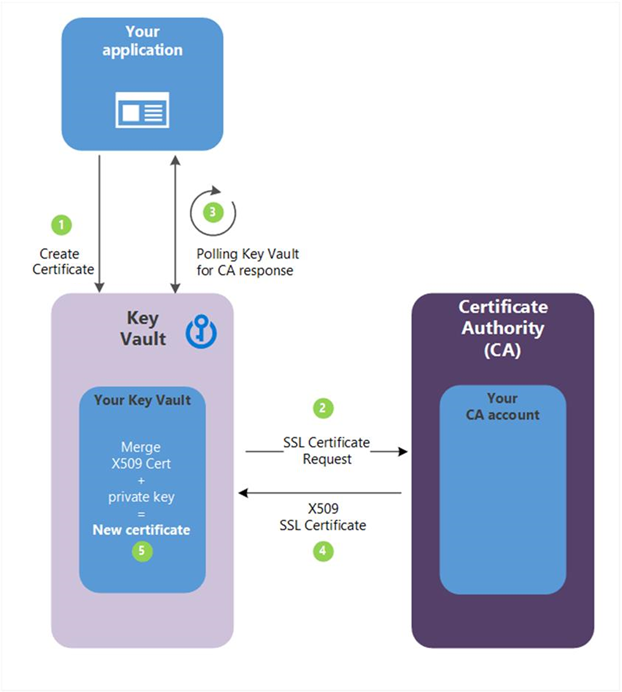 Your
application
1
3
Create
Certificate
Polling Key Vault
for CA response
Key
Vault
Certificate
Authority
(CA)
Your Key Vault
Your
CA account
2
SSL Certificate
Request
Merge
X509 Cert
+
private key
=
New certificate
5
X509
SSL Certificate
4